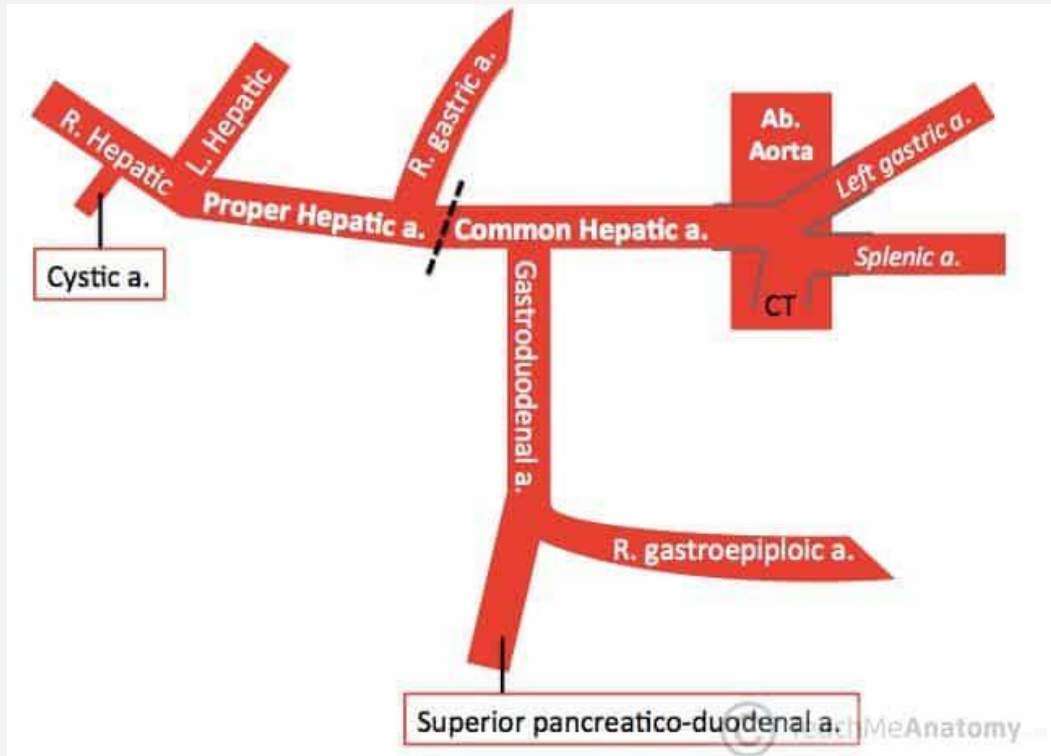 R. Hepatic
L. Hepatic
R. gastric a.
Ab.
Aorta
Left gastric a.
Proper Hepatic a.
Common Hepatic a.
Splenic a.
Cystic a.
CT
Gastroduodenal a.
R. gastroepiploic a.
Superior pancreatico-duodenal a.
MeAnatomy